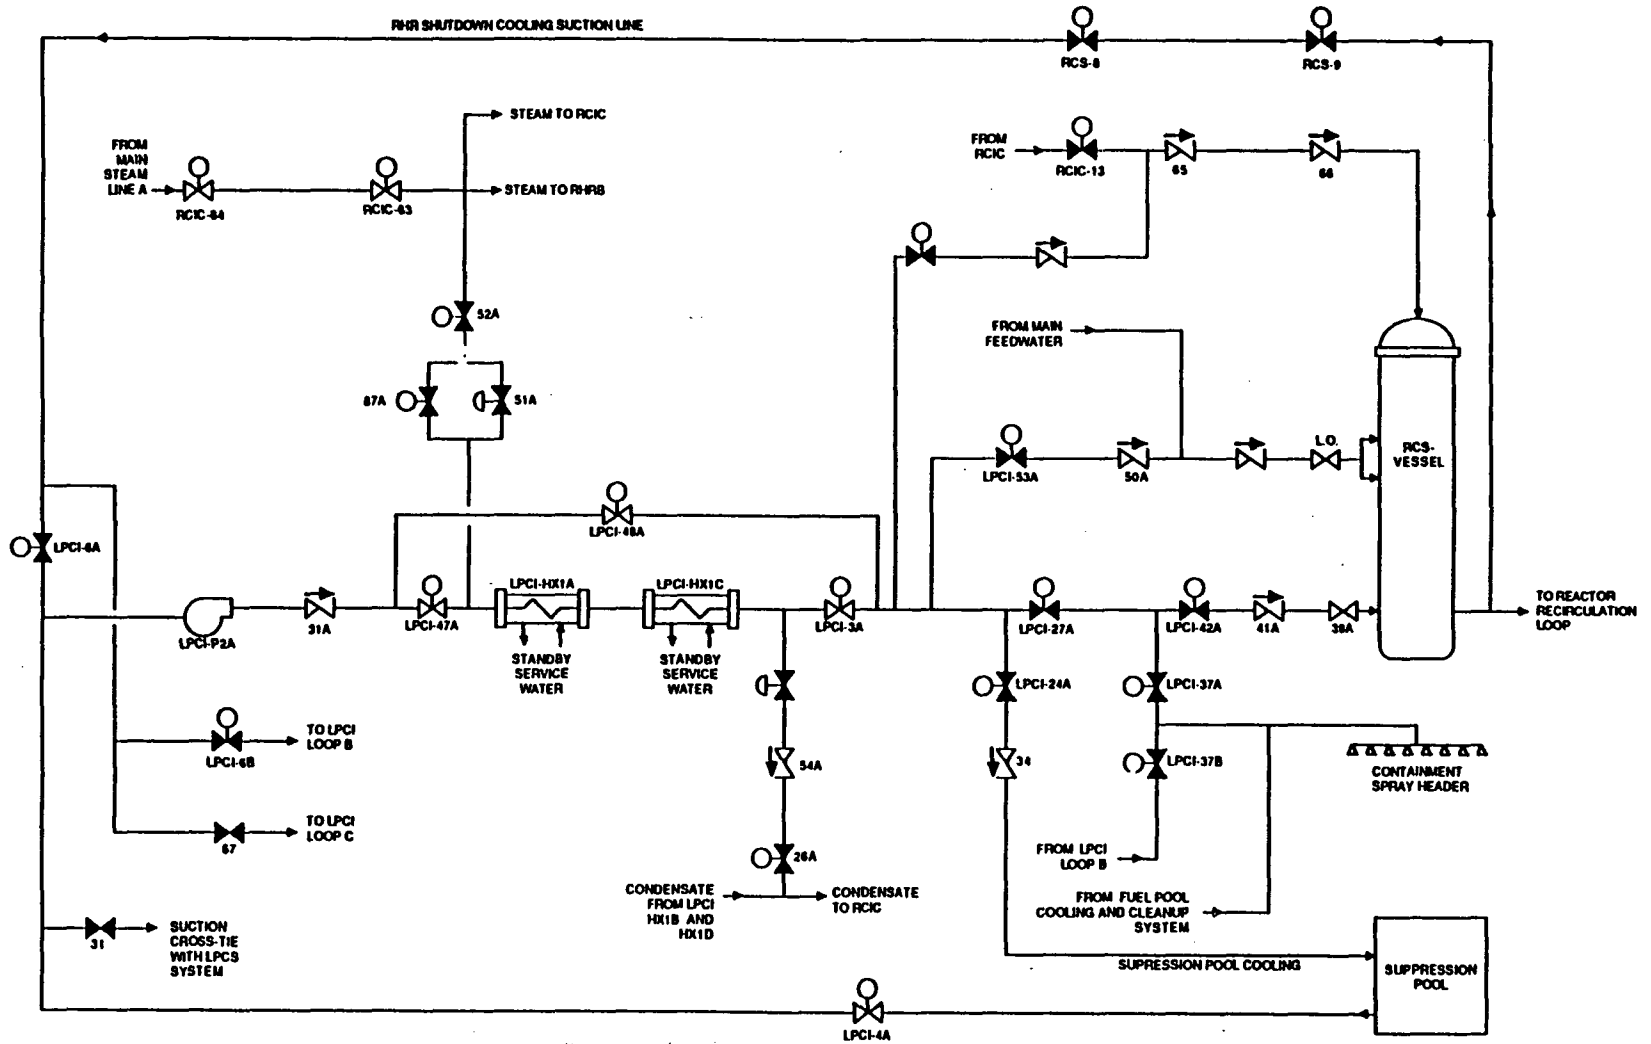 RHR SHUTDOWN COOLING SUCTION LINE
RCS-8
RCS-9
STEAM TO RCIC
FROM
MAIN
STEAM
LINE A
RCIC-64
RCIC-63
STEAM TO RHRB
FROM
RCIC
RCIC-13
65
66
52A
FROM MAIN
FEEDWATER
87A
51A
LPCI-53A
50A
L.O.
RCS-
VESSEL
LPCI-48A
LPCI-6A
LPCI-P2A
31A
LPCI-47A
LPCI-HX1A
STANDBY
SERVICE
WATER
LPCI-HX1C
STANDBY
SERVICE
WATER
LPCI-3A
LPCI-27A
LPCI-42A
41A
39A
TO REACTOR
RECIRCULATION
LOOP
LPCI-24A
LPCI-37A
LPCI-6B
TO LPCI
LOOP B
54A
34
LPCI-37B
CONTAINMENT
SPRAY HEADER
67
TO LPCI
LOOP C
26A
FROM LPCI
LOOP B
CONDENSATE
FROM LPCI
HX1B AND
HX1D
CONDENSATE
TO RCIC
FROM FUEL POOL
COOLING AND CLEANUP
SYSTEM
31
SUCTION
CROSS-TIE
WITH LPCS
SYSTEM
SUPRESSION POOL COOLING
SUPPRESSION
POOL
LPCI-4A